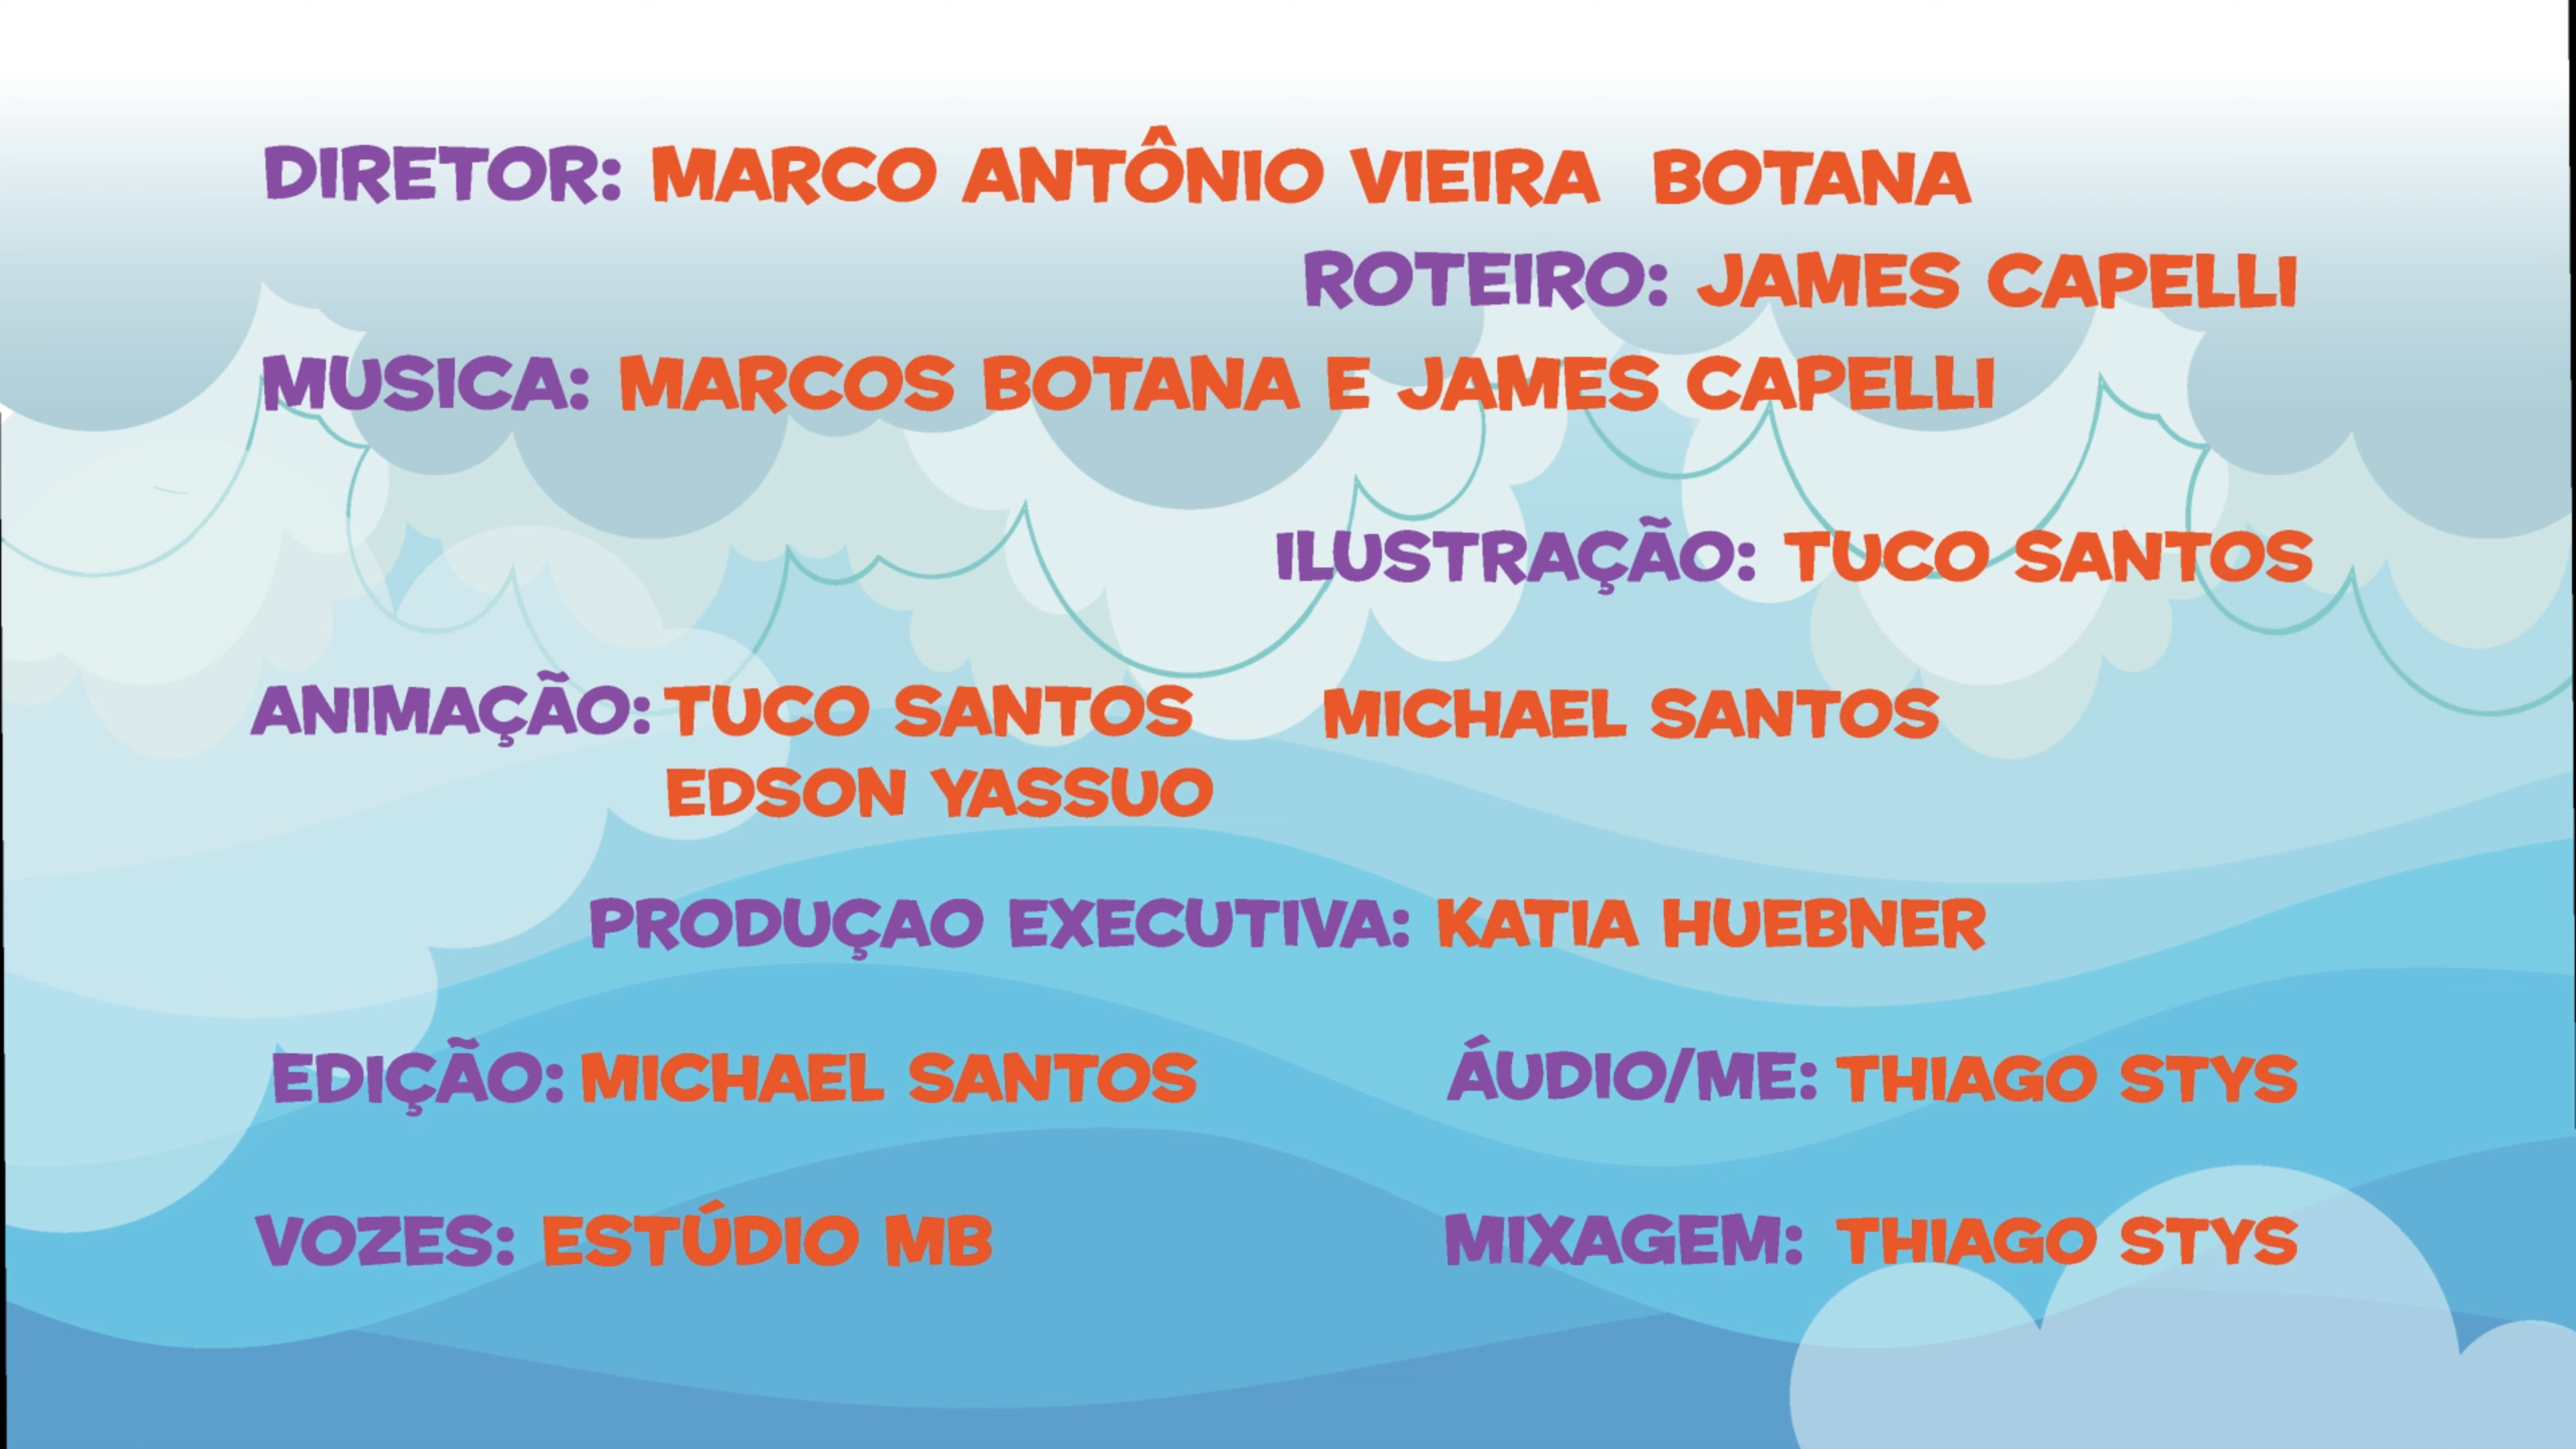 DIRETOR: MARCO ANTÔNIO VIEIRA BOTANA
ROTEIRO: JAMES CAPELLI
MUSICA: MARCOS BOTANA E JAMES CAPELLI
ILUSTRAÇÃO: TUCO SANTOS
ANIMAÇÃO: TUCO SANTOS MICHAEL SANTOS
EDSON YASSUO
PRODUÇAO EXECUTIVA: KATIA HUEBNER
EDIÇÃO: MICHAEL SANTOS ÁUDIO/ME: THIAGO STYS
VOZES: ESTÚDIO MB MIXAGEM: THIAGO STYS